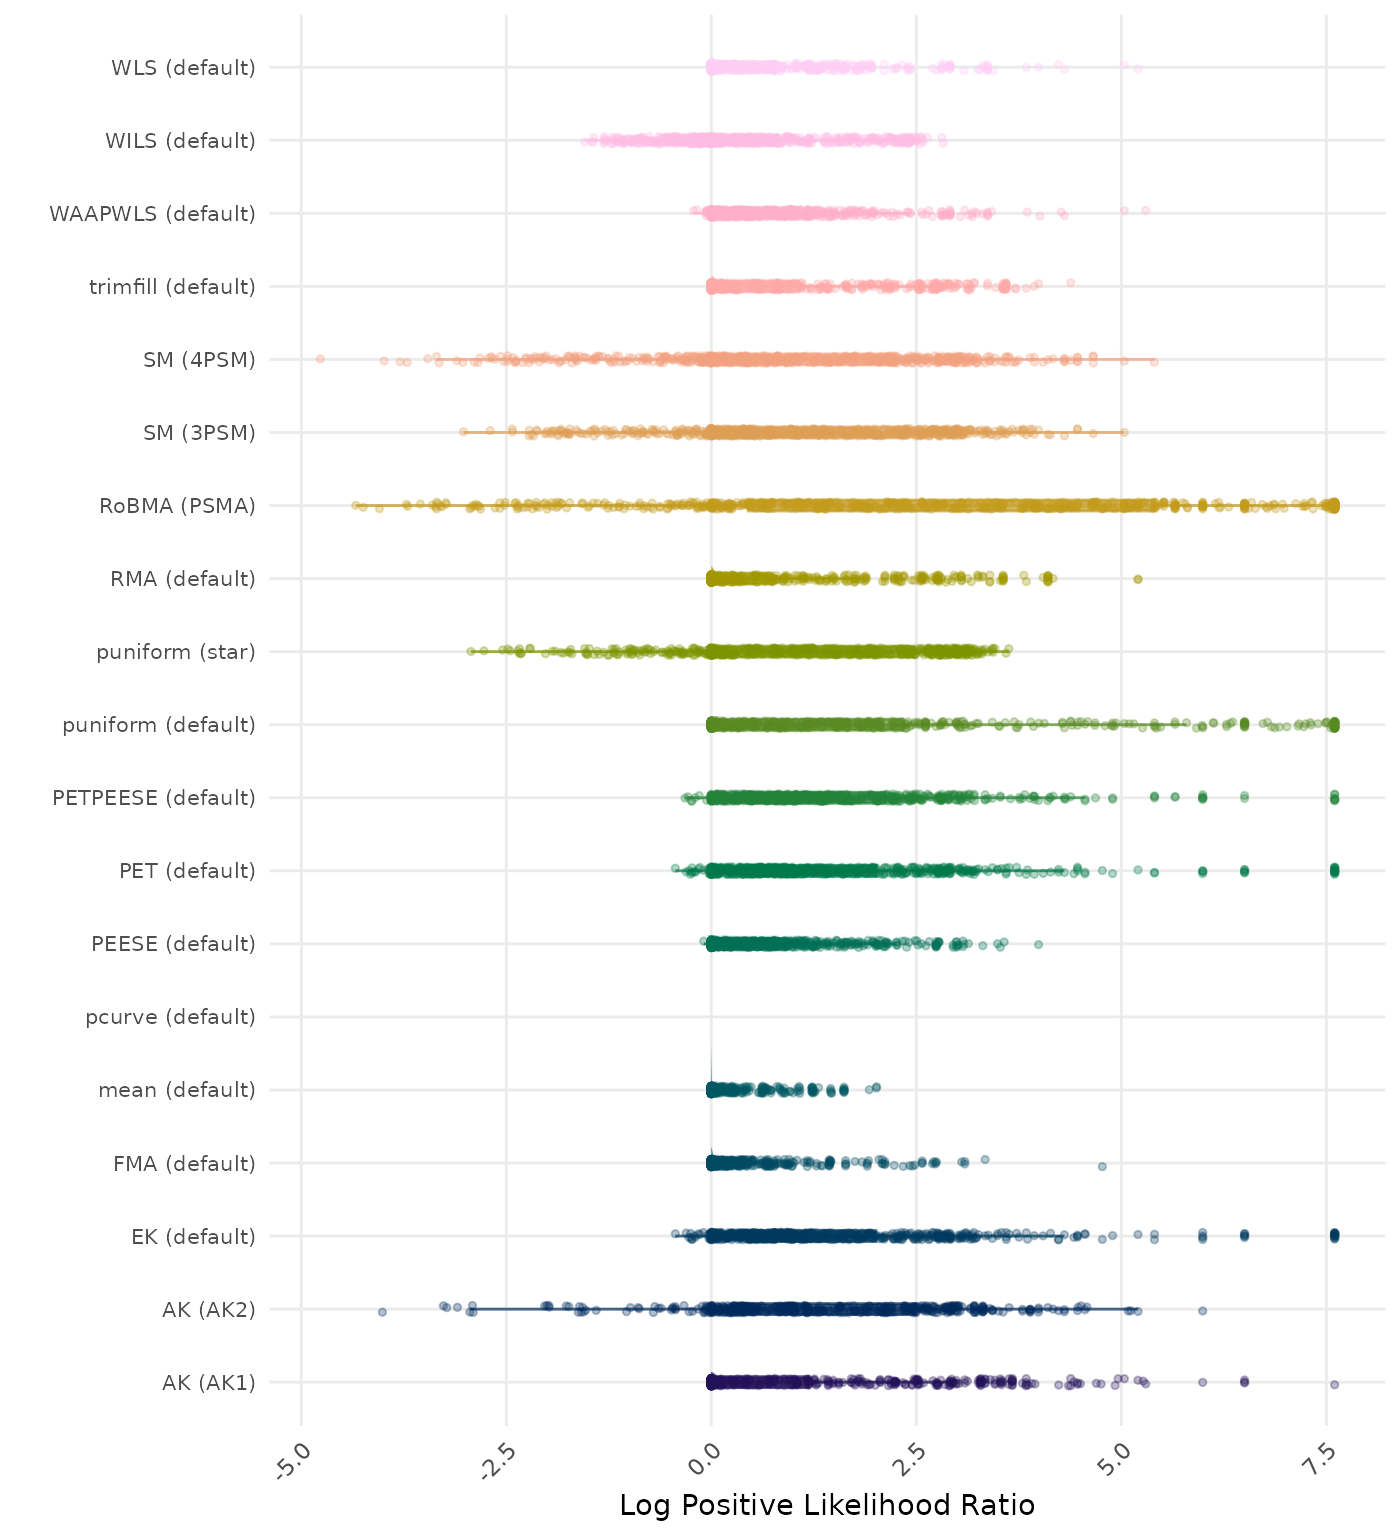 WLS (default)
WILS (default)
WAAPWLS (default)
trimfill (default)
SM (4PSM)
SM (3PSM)
RoBMA (PSMA)
RMA (default)
puniform (star)
puniform (default)
PETPEESE (default)
PET (default)
PEESE (default)
pcurve (default)
mean (default)
FMA (default)
EK (default)
AK (AK2)
AK (AK1)
-5.0 -2.5 0.0 2.5 5.0 7.5
Log Positive Likelihood Ratio